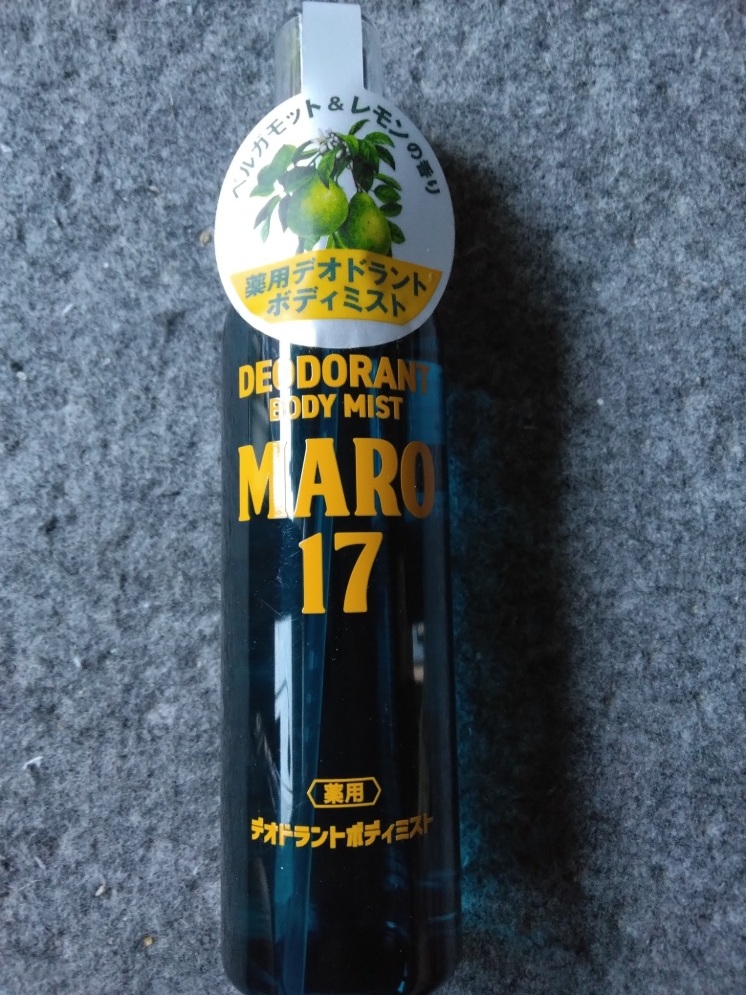 ベルガモット&レモンの香り
薬用デオドラント
ボディミスト
DEODORANT
BODY MIST
MARO
17
薬用
デオドラントボディミスト